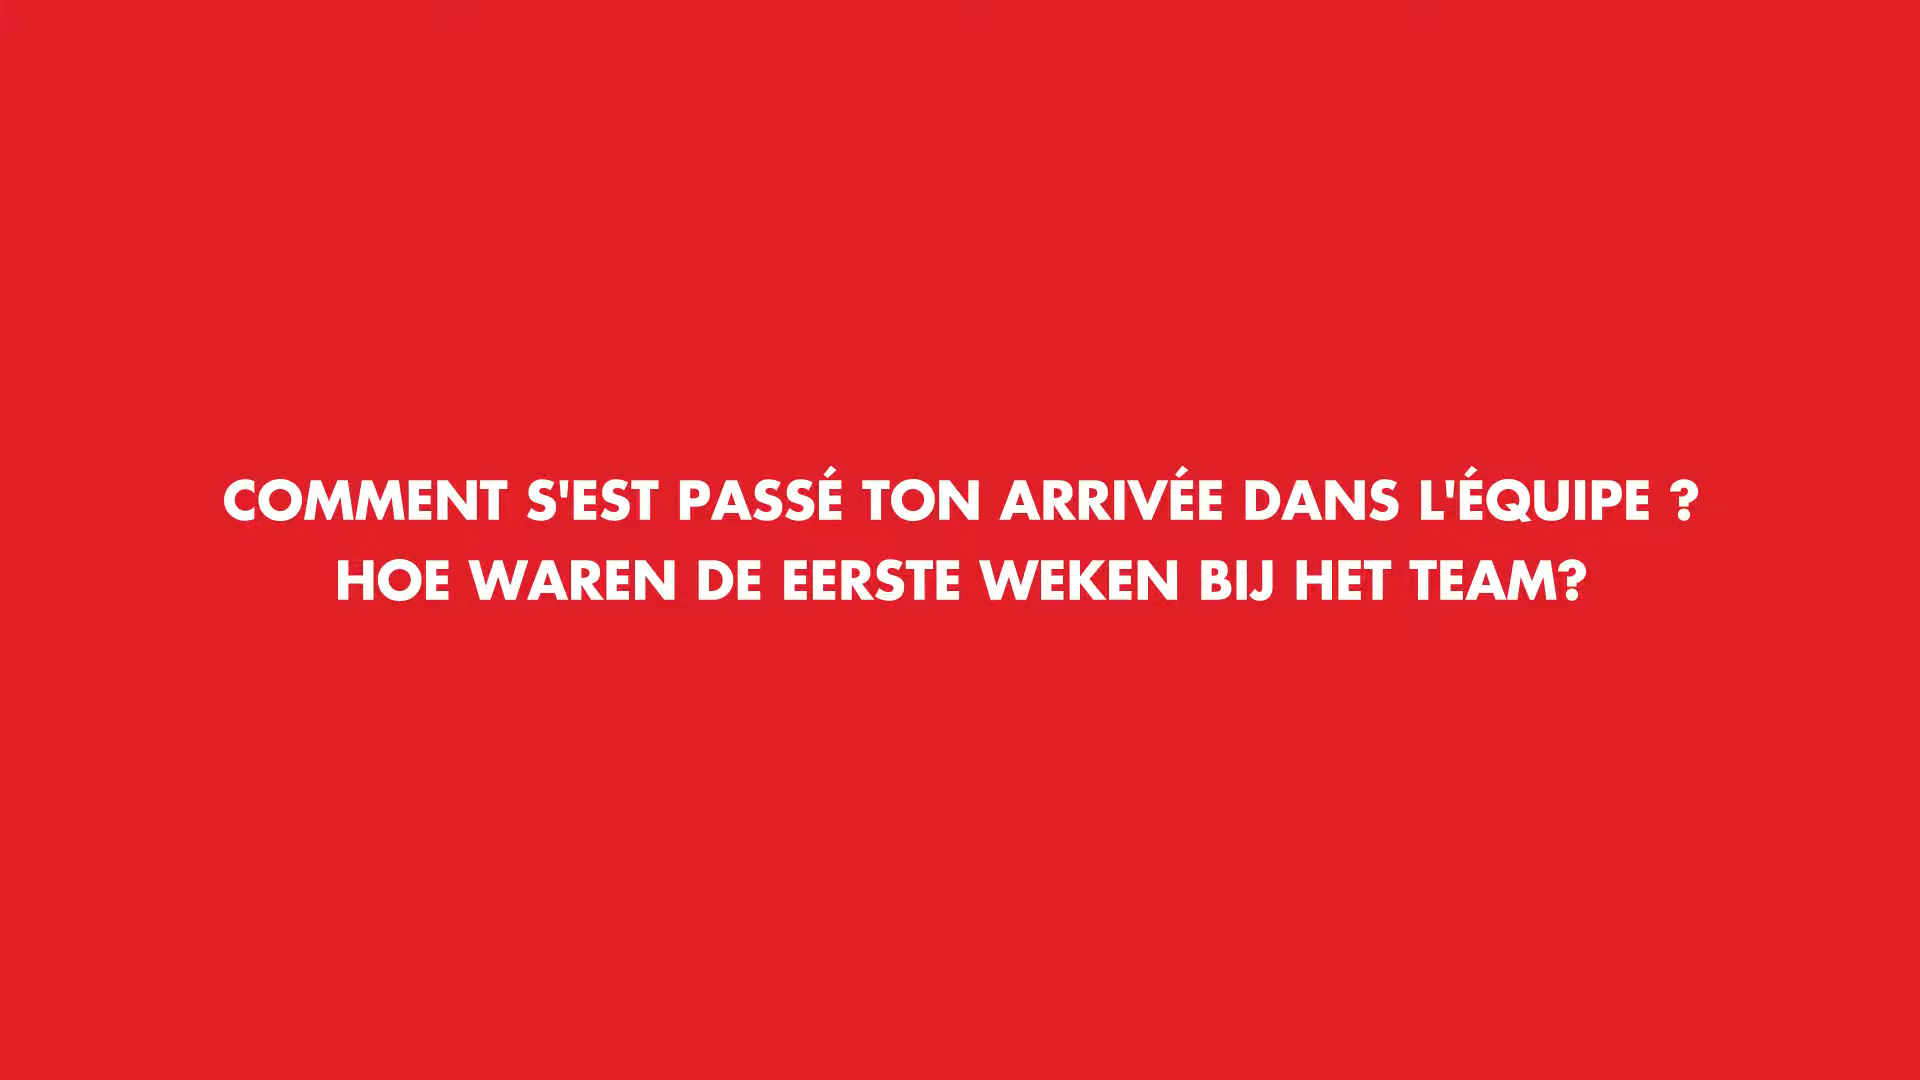 COMMENT S'EST PASSÉ TON ARRIVÉE DANS L'ÉQUIPE ?
HOE WAREN DE EERSTE WEKEN BIJ HET TEAM?